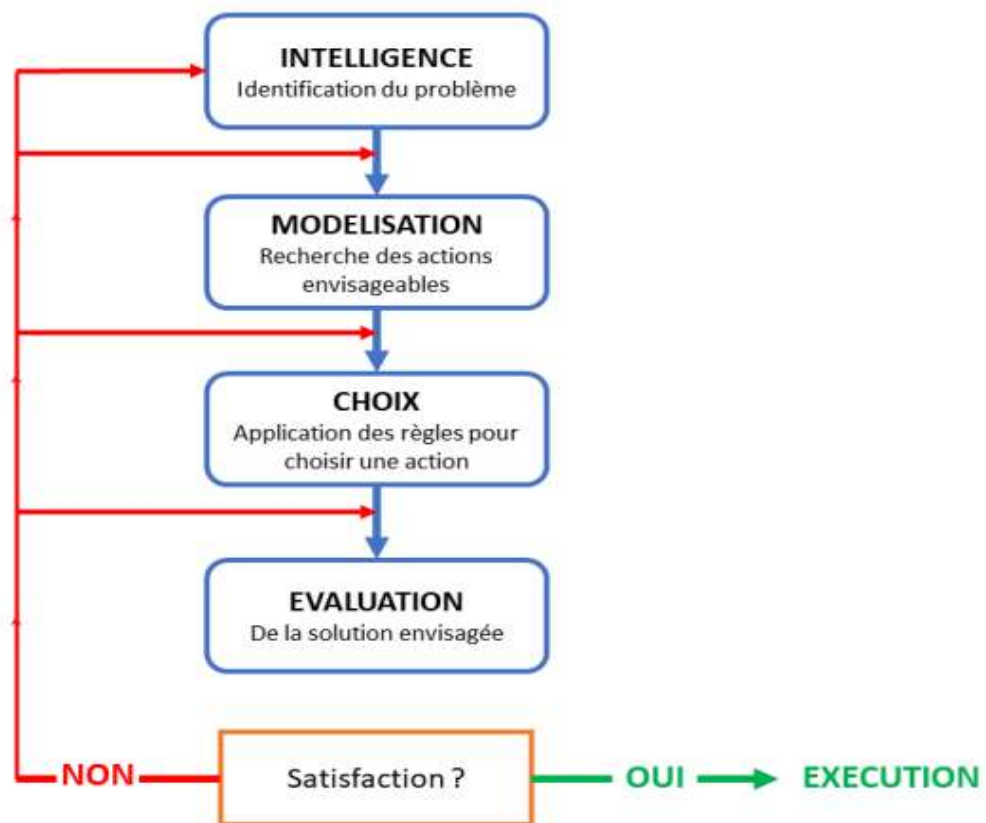 INTELLIGENCE
Identification du problème
MODELISATION
Recherche des actions
envisageables
CHOIX
Application des règles pour
choisir une action
EVALUATION
De la solution envisagée
NON
Satisfaction ?
OUI
EXECUTION